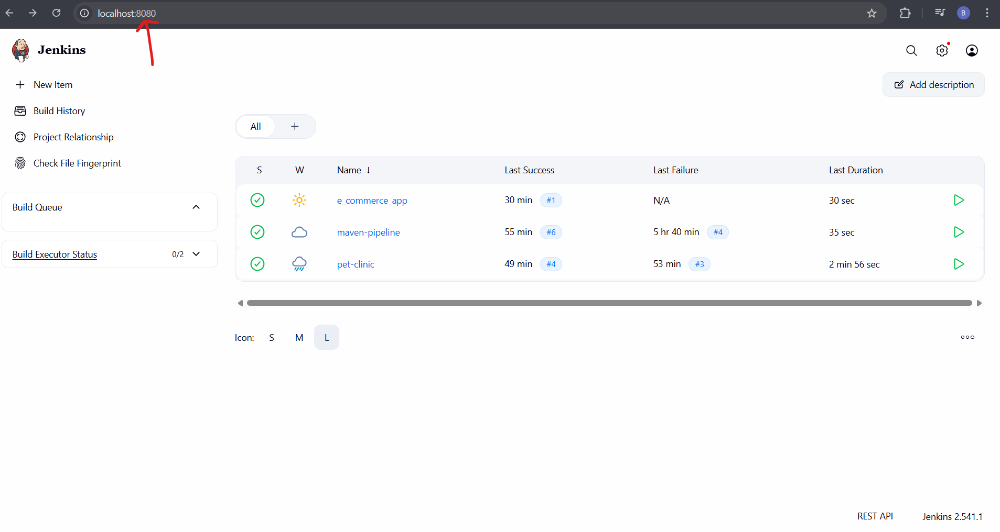 localhost:8080
B
Jenkins
New Item
Add description
Build History
All
Project Relationship
Check File Fingerprint
S W Name ↓ Last Success Last Failure Last Duration
Build Queue
e_commerce_app 30 min #1 N/A 30 sec
maven-pipeline 55 min #6 5 hr 40 min #4 35 sec
Build Executor Status 0/2
pet-clinic 49 min #4 53 min #3 2 min 56 sec
Icon: S M L
REST API Jenkins 2.541.1